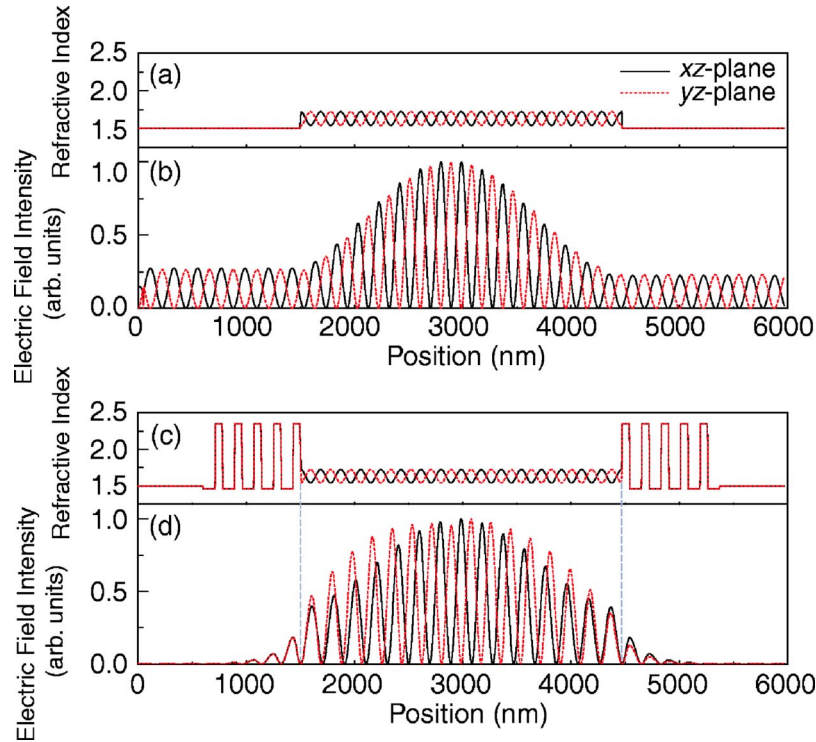 Refractive Index
2.5
2.0
1.5
(a)
xz-plane
yz-plane
Electric Field Intensity
(arb. units)
1.0
0.5
0.0
(b)
0 1000 2000 3000 4000 5000 6000
Position (nm)
Refractive Index
2.5
1.0
1.5
(c)
Electric Field Intensity
(arb. units)
1.0
0.5
0.0
(d)
0 1000 2000 3000 4000 5000 6000
Position (nm)